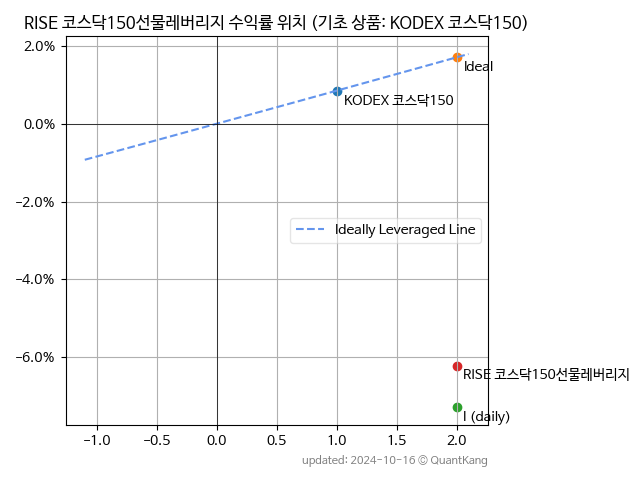 RISE 코스닥150선물레버리지 수익률 위치 (기초 상품: KODEX 코스닥150)
2.0%
Ideal
KODEX 코스닥150
0.0%
−2.0%
Ideally Leveraged Line
−4.0%
−6.0%
RISE 코스닥150선물레버리지
I (daily)
−1.0 −0.5 0.0 0.5 1.0 1.5 2.0
updated: 2024-10-16 © QuantKang